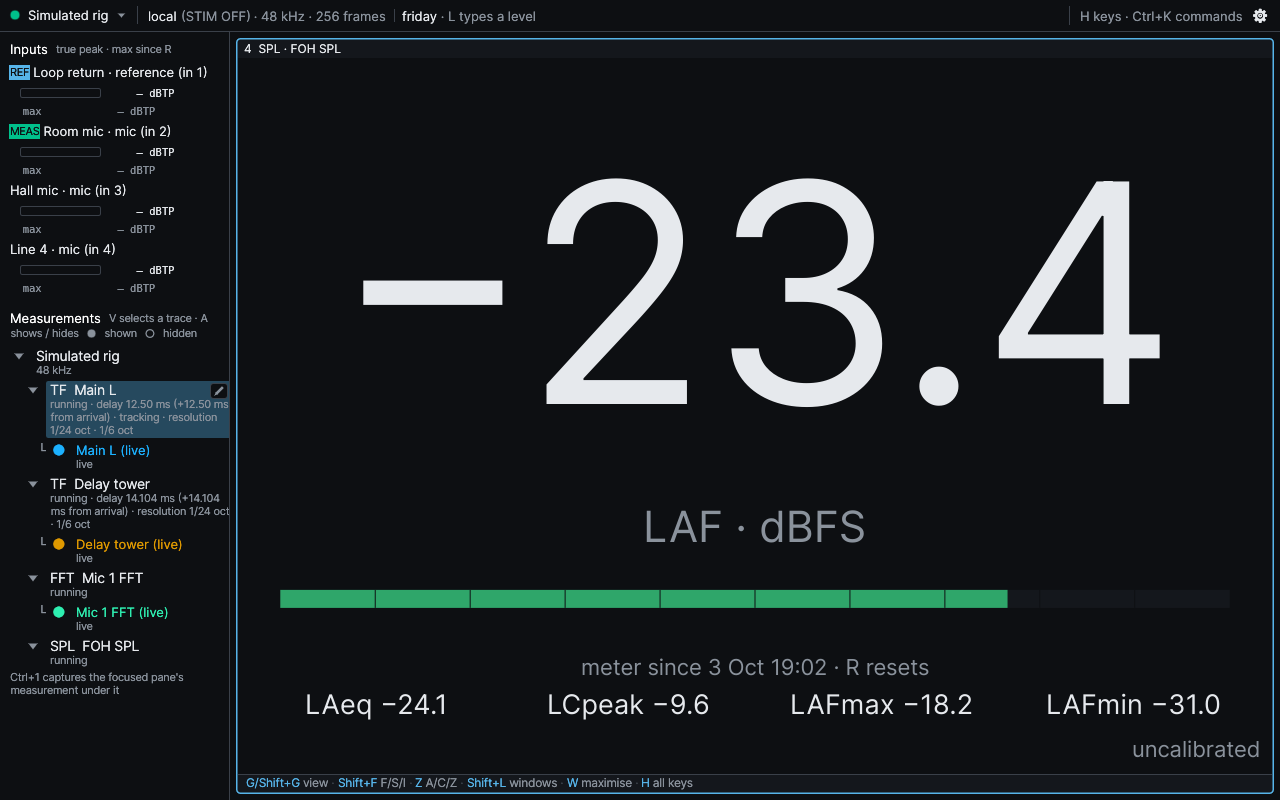 Simulated rig
local (STIM OFF) · 48 kHz · 256 frames
friday · L types a level
H keys · Ctrl+K commands
Inputs true peak · max since R
REF Loop return · reference (in 1)
– dBTP
max – dBTP
MEAS Room mic · mic (in 2)
– dBTP
max – dBTP
Hall mic · mic (in 3)
– dBTP
max – dBTP
Line 4 · mic (in 4)
– dBTP
max – dBTP
Measurements V selects a trace · A
shows / hides shown hidden
Simulated rig
48 kHz
TF Main L
running · delay 12.50 ms (+12.50 ms
from arrival) · tracking · resolution
1/24 oct · 1/6 oct
Main L (live)
live
TF Delay tower
running · delay 14.104 ms (+14.104
ms from arrival) · resolution 1/24 oct
· 1/6 oct
Delay tower (live)
live
FFT Mic 1 FFT
running
Mic 1 FFT (live)
live
SPL FOH SPL
running
Ctrl+1 captures the focused pane's
measurement under it
4 SPL · FOH SPL
−23.4
LAF · dBFS
meter since 3 Oct 19:02 · R resets
LAeq −24.1 LCpeak −9.6 LAFmax −18.2 LAFmin −31.0
uncalibrated
G/Shift+G view · Shift+F F/S/I · Z A/C/Z · Shift+L windows · W maximise · H all keys